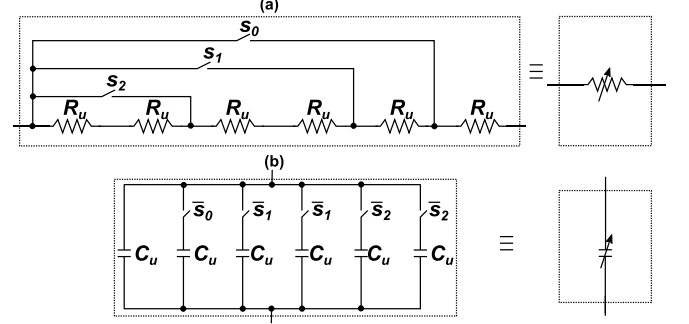 (a)
s0
s1
s2
Ru Ru Ru Ru Ru Ru
≡
(b)
s̅0 s̅1 s̅1 s̅2 s̅2
Cu Cu Cu Cu Cu Cu
≡